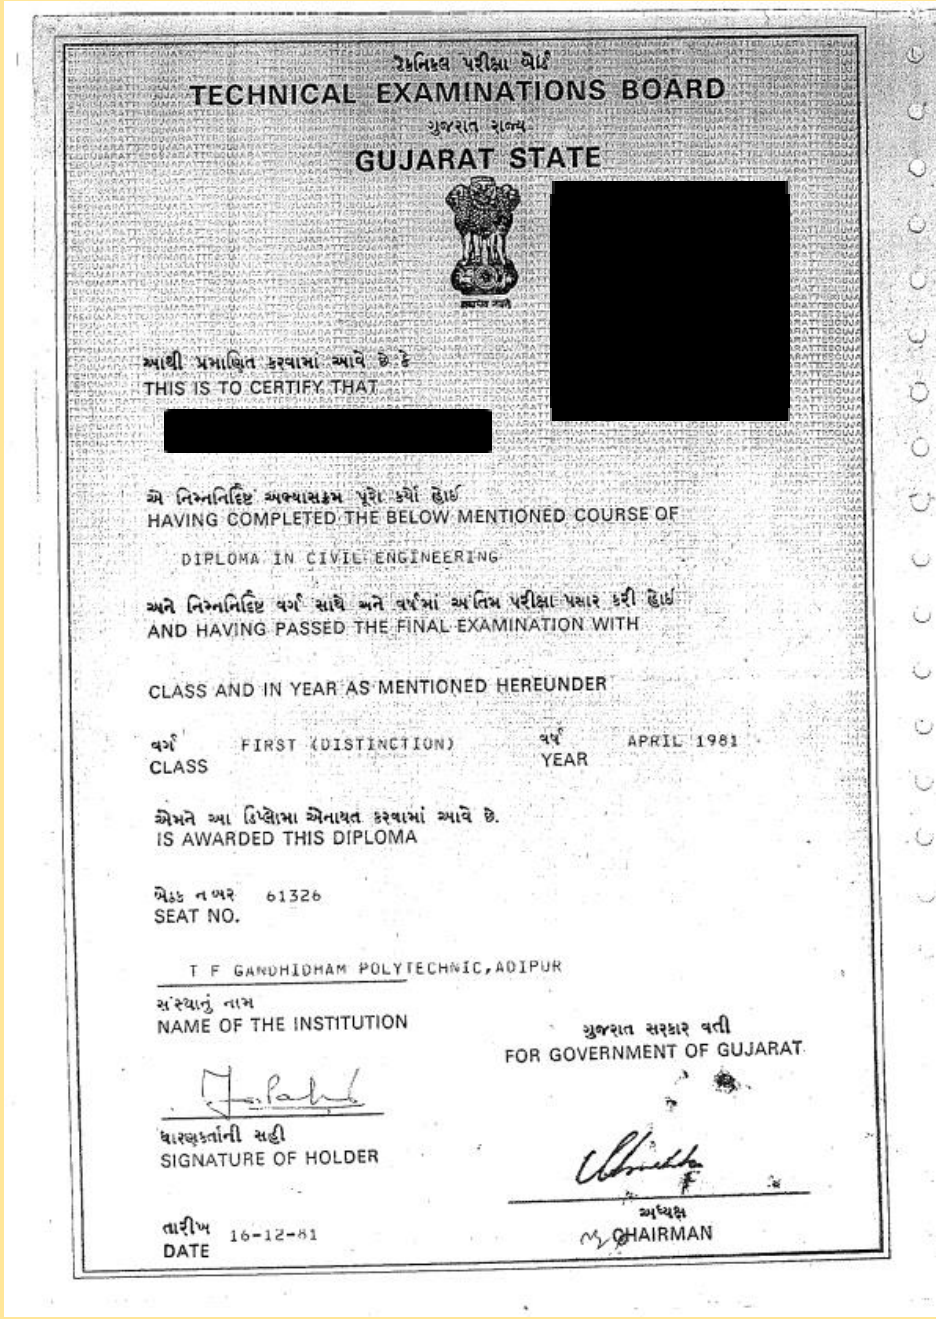 ટેકનિકલ પરીક્ષા બોર્ડ
TECHNICAL EXAMINATIONS BOARD
ગુજરાત રાજ્ય
GUJARAT STATE
આથી પ્રમાણિત કરવામાં આવે છે કે
THIS IS TO CERTIFY THAT
એ નિમ્નનિર્દિષ્ટ અભ્યાસક્રમ પૂરો કર્યો હોઈ
HAVING COMPLETED THE BELOW MENTIONED COURSE OF
DIPLOMA IN CIVIL ENGINEERING
અને નિમ્નનિર્દિષ્ટ વર્ગ સાથે અને વર્ષમાં અંતિમ પરીક્ષા પસાર કરી હોઈ
AND HAVING PASSED THE FINAL EXAMINATION WITH
CLASS AND IN YEAR AS MENTIONED HEREUNDER
વર્ગ FIRST (DISTINCTION) વર્ષ APRIL 1981
CLASS YEAR
એમને આ ડિપ્લોમા એનાયત કરવામાં આવે છે.
IS AWARDED THIS DIPLOMA
બેઠક નંબર 61326
SEAT NO.
T F GANDHIDHAM POLYTECHNIC,ADIPUR
સંસ્થાનું નામ
NAME OF THE INSTITUTION
ગુજરાત સરકાર વતી
FOR GOVERNMENT OF GUJARAT
ધારણકર્તાની સહી
SIGNATURE OF HOLDER
અધ્યક્ષ
CHAIRMAN
તારીખ 16-12-81
DATE